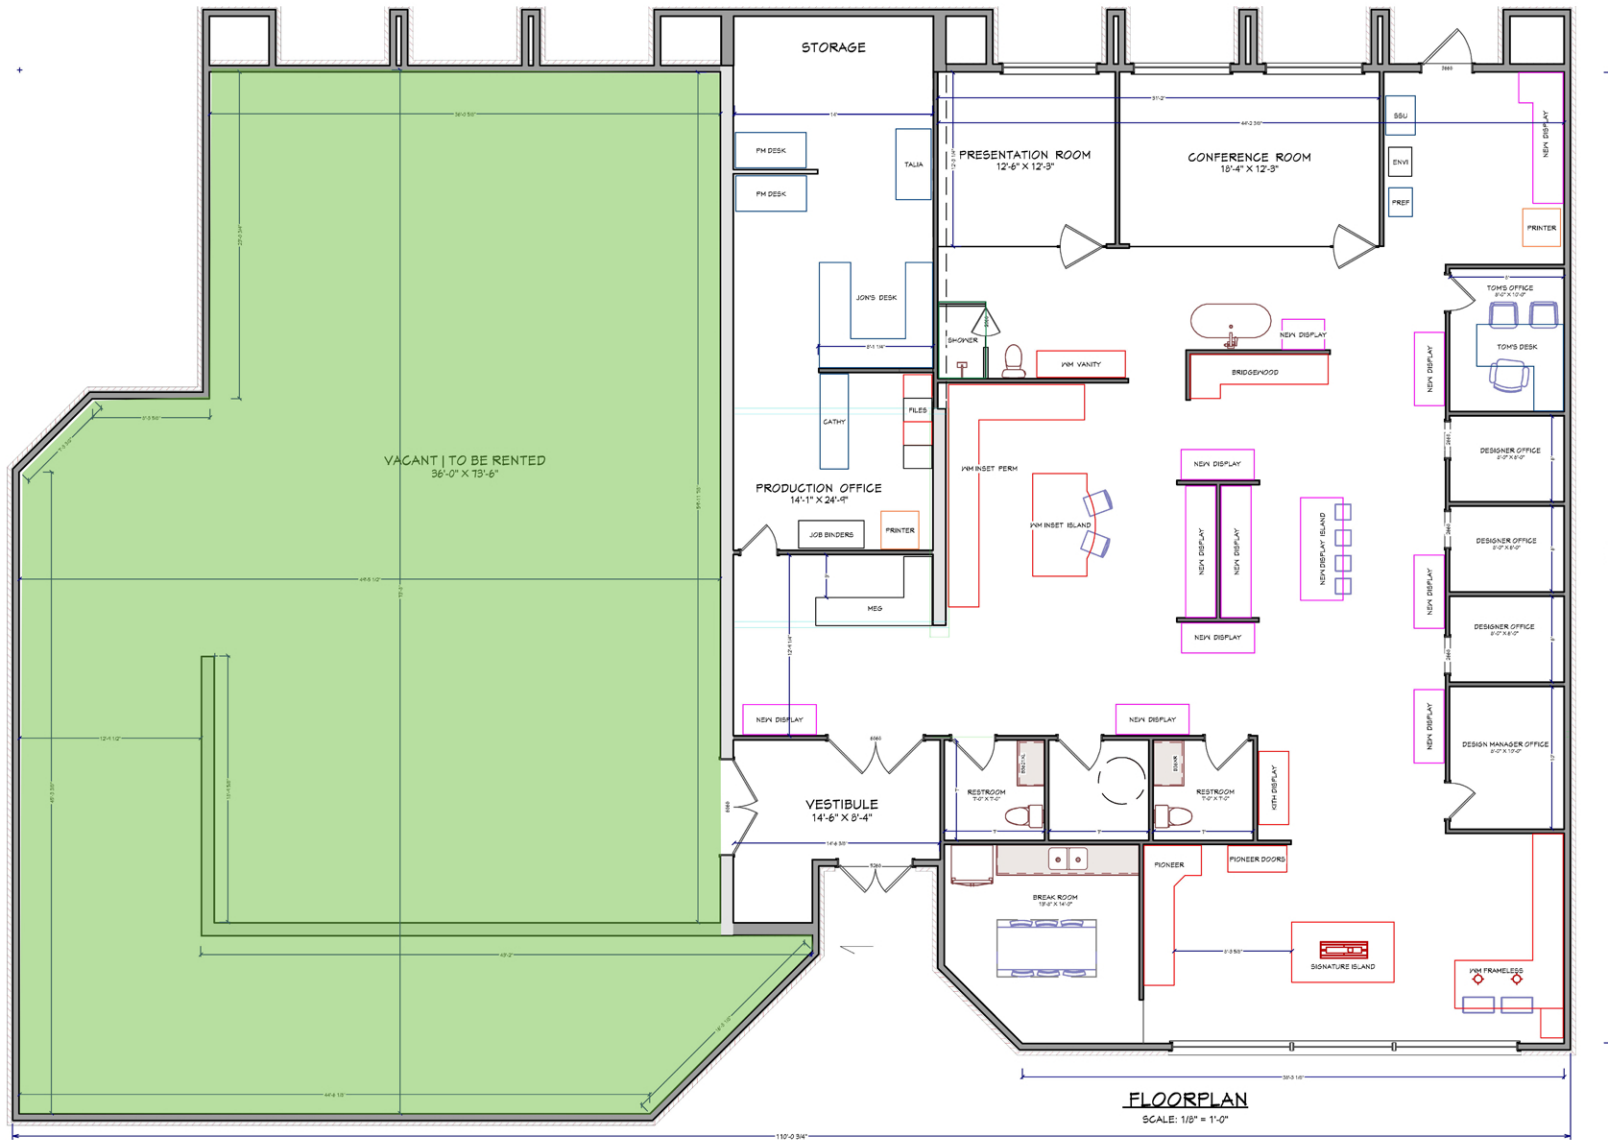 STORAGE
PM DESK
TALIA
PM DESK
PRESENTATION ROOM
12'-6" X 12'-3"
CONFERENCE ROOM
18'-4" X 12'-3"
SSU
ENVI
PREF
NEW DISPLAY
PRINTER
JON'S DESK
SHOWER
WM VANITY
NEW DISPLAY
BRIDGEWOOD
NEW DISPLAY
TOM'S OFFICE
TOM'S DESK
CATHY
FILES
VACANT | TO BE RENTED
36'-0" X 73'-6"
PRODUCTION OFFICE
14'-1" X 24'-9"
JOB BINDERS
PRINTER
WM INSET PERM
WM INSET ISLAND
NEW DISPLAY
NEW DISPLAY
NEW DISPLAY
NEW DISPLAY
NEW DISPLAY ISLAND
NEW DISPLAY
DESIGNER OFFICE
DESIGNER OFFICE
DESIGNER OFFICE
MEG
NEW DISPLAY
NEW DISPLAY
NEW DISPLAY
DESIGN MANAGER OFFICE
VESTIBULE
14'-6" X 8'-4"
RESTROOM
7'-0" X 7'-0"
RESTROOM
7'-0" X 7'-0"
KITH DISPLAY
PIONEER
PIONEER DOORS
BREAK ROOM
SIGNATURE ISLAND
WM FRAMELESS
FLOORPLAN
SCALE: 1/8" = 1'-0"
110'-0 3/4"